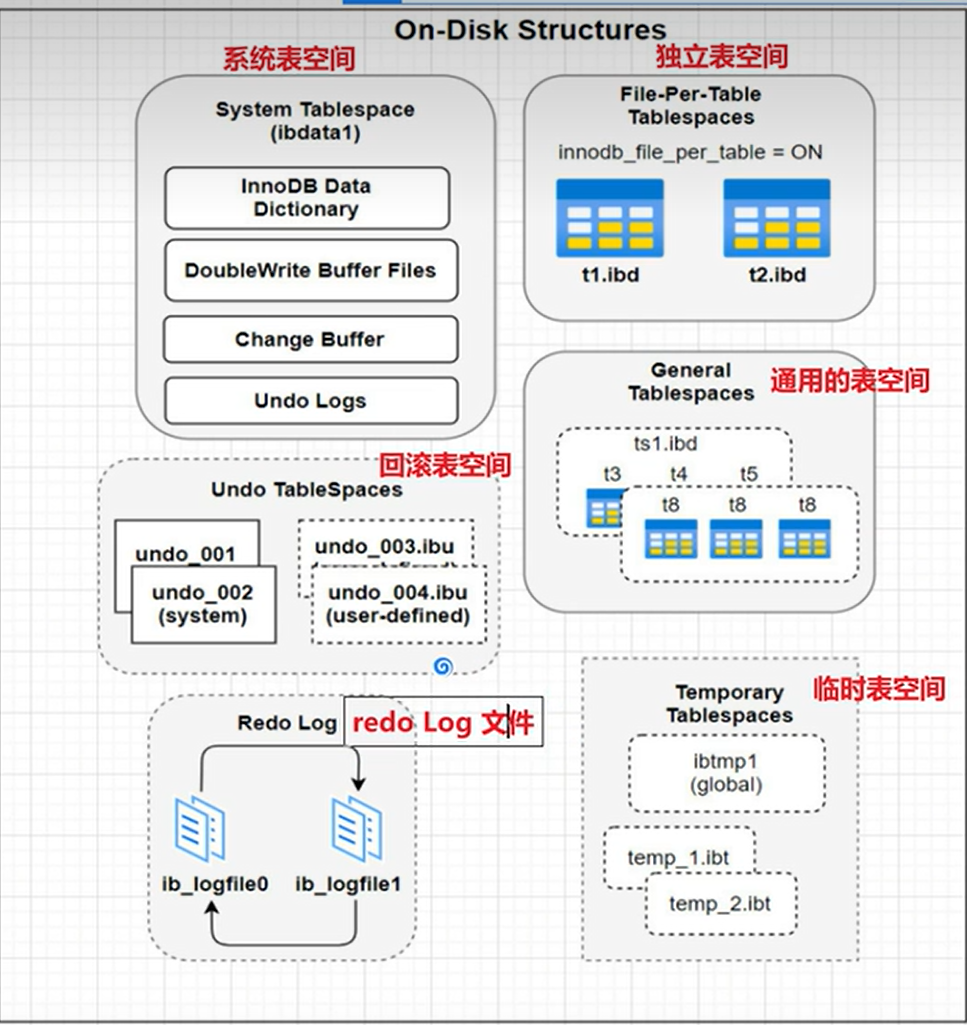 On-Disk Structures
系统表空间
System Tablespace
(ibdata1)
InnoDB Data
Dictionary
DoubleWrite Buffer Files
Change Buffer
Undo Logs
独立表空间
File-Per-Table
Tablespaces
innodb_file_per_table = ON
t1.ibd
t2.ibd
General
Tablespaces
通用的表空间
ts1.ibd
t3
t4
t5
t8
t8
t8
回滚表空间
Undo TableSpaces
undo_001
undo_002
(system)
undo_003.ibu
undo_004.ibu
(user-defined)
Redo Log
redo Log 文件
ib_logfile0
ib_logfile1
临时表空间
Temporary
Tablespaces
ibtmp1
(global)
temp_1.ibt
temp_2.ibt